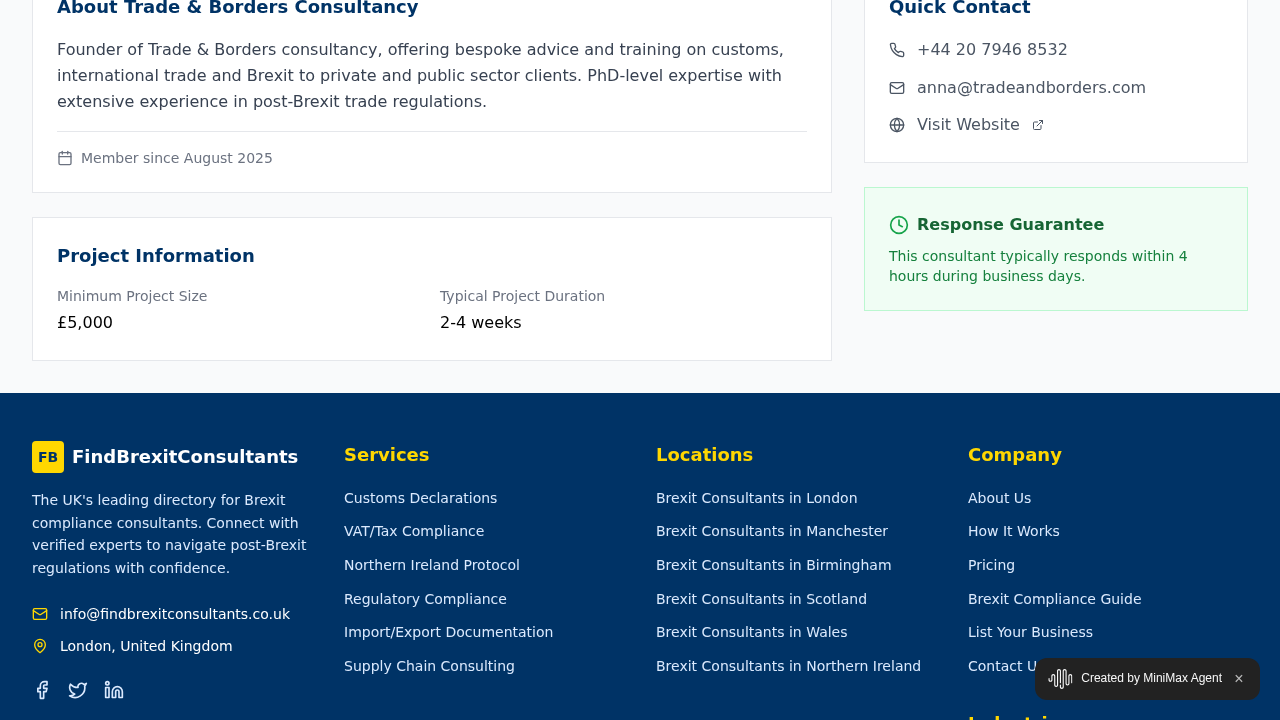 About Trade & Borders Consultancy
Founder of Trade & Borders consultancy, offering bespoke advice and training on customs,
international trade and Brexit to private and public sector clients. PhD-level expertise with
extensive experience in post-Brexit trade regulations.
Member since August 2025
Project Information
Minimum Project Size
£5,000
Typical Project Duration
2-4 weeks
Quick Contact
+44 20 7946 8532
anna@tradeandborders.com
Visit Website
Response Guarantee
This consultant typically responds within 4
hours during business days.
FB FindBrexitConsultants
The UK's leading directory for Brexit
compliance consultants. Connect with
verified experts to navigate post-Brexit
regulations with confidence.
info@findbrexitconsultants.co.uk
London, United Kingdom
Services
Customs Declarations
VAT/Tax Compliance
Northern Ireland Protocol
Regulatory Compliance
Import/Export Documentation
Supply Chain Consulting
Locations
Brexit Consultants in London
Brexit Consultants in Manchester
Brexit Consultants in Birmingham
Brexit Consultants in Scotland
Brexit Consultants in Wales
Brexit Consultants in Northern Ireland
Company
About Us
How It Works
Pricing
Brexit Compliance Guide
List Your Business
Contact U
Created by MiniMax Agent ×